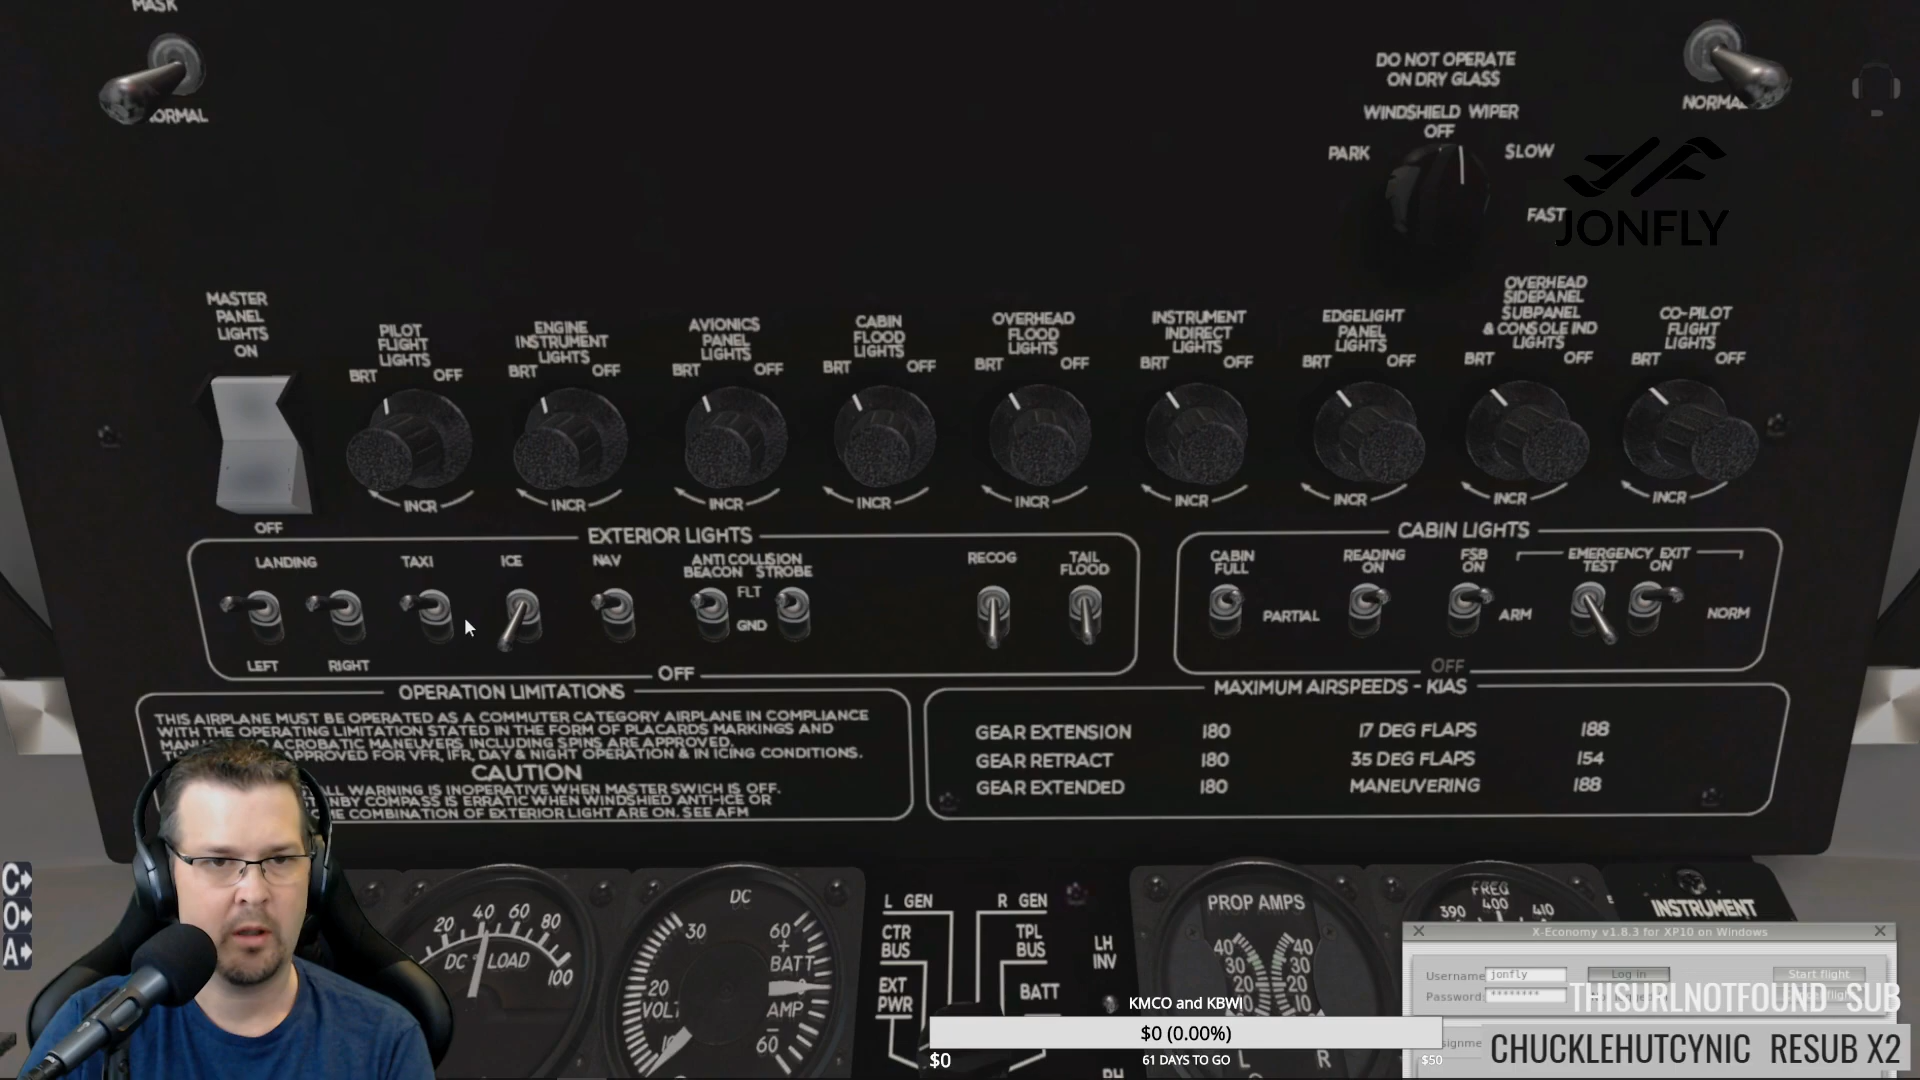 MASK
ORMAL
NORMA
DO NOT OPERATE
ON DRY GLASS
WINDSHIELD WIPER
OFF
PARK
SLOW
FAST
JONFLY
MASTER
PANEL
LIGHTS
ON
OFF
PILOT
FLIGHT
LIGHTS
BRT OFF
INCR
ENGINE
INSTRUMENT
LIGHTS
BRT OFF
INCR
AVIONICS
PANEL
LIGHTS
BRT OFF
INCR
CABIN
FLOOD
LIGHTS
BRT OFF
INCR
OVERHEAD
FLOOD
LIGHTS
BRT OFF
INCR
INSTRUMENT
INDIRECT
LIGHTS
BRT OFF
INCR
EDGELIGHT
PANEL
LIGHTS
BRT OFF
INCR
OVERHEAD
SIDEPANEL
SUBPANEL
& CONSOLE IND
LIGHTS
BRT OFF
INCR
CO-PILOT
FLIGHT
LIGHTS
BRT OFF
INCR
EXTERIOR LIGHTS
LANDING
TAXI
ICE
NAV
ANTI COLLISION
BEACON STROBE
FLT
GND
RECOG
TAIL
FLOOD
LEFT
RIGHT
OFF
CABIN LIGHTS
CABIN
FULL
PARTIAL
READING
ON
FSB
ON
ARM
EMERGENCY EXIT
TEST ON
NORM
OFF
OPERATION LIMITATIONS
THIS AIRPLANE MUST BE OPERATED AS A COMMUTER CATEGORY AIRPLANE IN COMPLIANCE
WITH THE OPERATING LIMITATION STATED IN THE FORM OF PLACARDS MARKINGS AND
ACROBATIC MANEUVERS INCLUDING SPINS ARE APPROVED.
APPROVED FOR VFR, IFR, DAY & NIGHT OPERATION & IN ICING CONDITIONS.
CAUTION
ALL WARNING IS INOPERATIVE WHEN MASTER SWICH IS OFF.
NBY COMPASS IS ERRATIC WHEN WINDSHIED ANTI-ICE OR
COMBINATION OF EXTERIOR LIGHT ARE ON. SEE AFM
MAXIMUM AIRSPEEDS - KIAS
GEAR EXTENSION 180 17 DEG FLAPS 188
GEAR RETRACT 180 35 DEG FLAPS 154
GEAR EXTENDED 180 MANEUVERING 188
C
O
A
20 40 60 80 100
DC LOAD
DC
30
20
VOLT
60
+
BATT
0
AMP
60
L GEN
R GEN
CTR
BUS
TPL
BUS
EXT
PWR
BATT
LH
INV
PROP AMPS
40 40
30 30
20 20
10
L R
FREQ
390 400 410
INSTRUMENT
X-Economy v1.8.3 for XP10 on Windows
Username jonfly
Log in
Start flight
Password ********
KMCO and KBWI
$0 (0.00%)
$0
61 DAYS TO GO
$50
THISURLNOTFOUND SUB
CHUCKLEHUTCYNIC RESUB X2